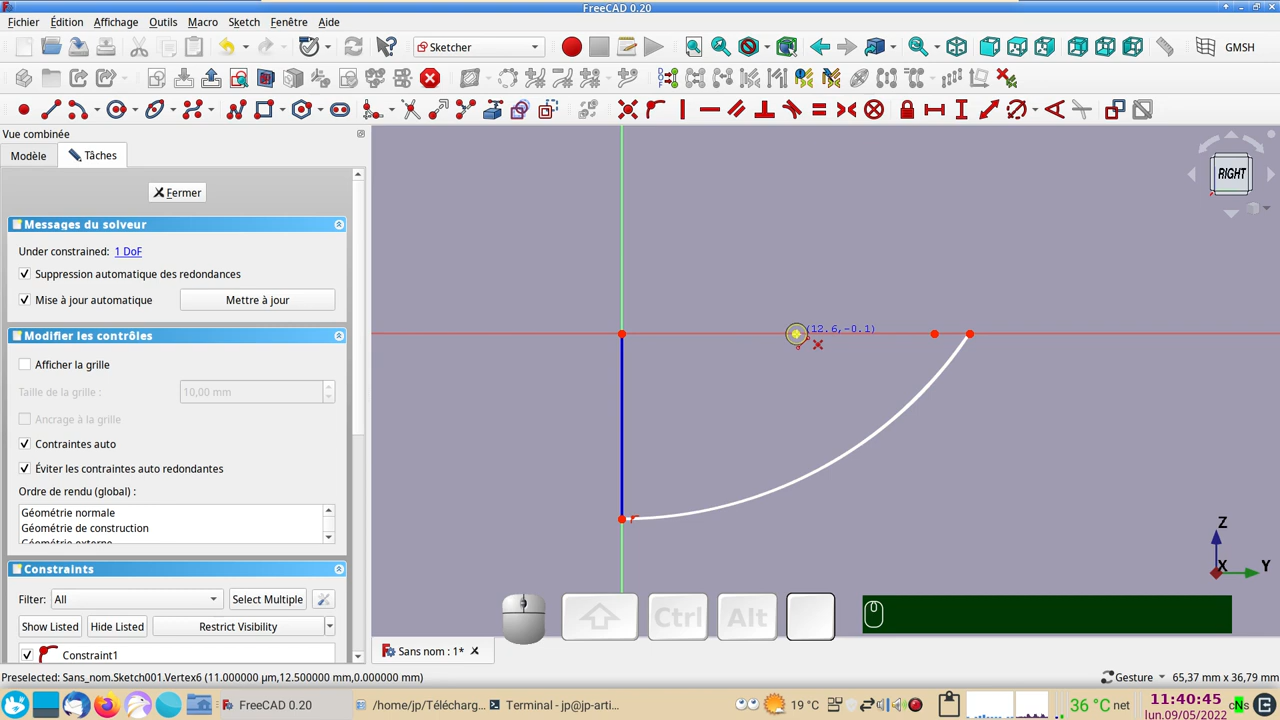 FreeCAD 0.20
Fichier Édition Affichage Outils Macro Sketch Fenêtre Aide
Sketcher
GMSH
Vue combinée
Modèle Tâches
Fermer
RIGHT
Messages du solveur
Under constrained: 1 DoF
Suppression automatique des redondances
Mise à jour automatique Mettre à jour
(12.6,-0.1)
Modifier les contrôles
Afficher la grille
Taille de la grille : 10,00 mm
Ancrage à la grille
Contraintes auto
Éviter les contraintes auto redondantes
Ordre de rendu (global) :
Géométrie normale
Géométrie de construction
Géométrie externe
Z
X Y
Constraints
Filter: All Select Multiple
Show Listed Hide Listed Restrict Visibility
Ctrl Alt
Constraint1
Sans nom : 1*
Preselected: Sans_nom.Sketch001.Vertex6 (11.000000 µm,12.500000 mm,0.000000 mm) Gesture 65,37 mm x 36,79 mm
FreeCAD 0.20 /home/jp/Télécharg... Terminal - jp@jp-arti... 19 °C 36 °C net 11:40:45 cNs
lun.09/05/2022